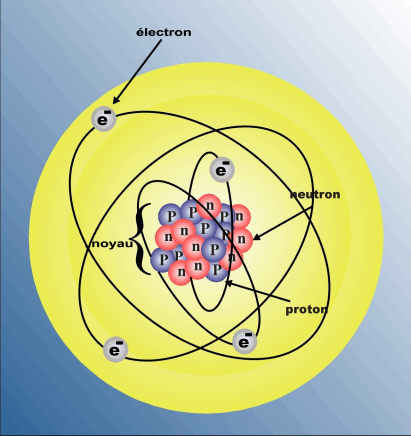 électron
e-
e-
neutron
n
P P P n
P
n n P
noyau
n P n
P P
n
n n P
proton
e-
e-